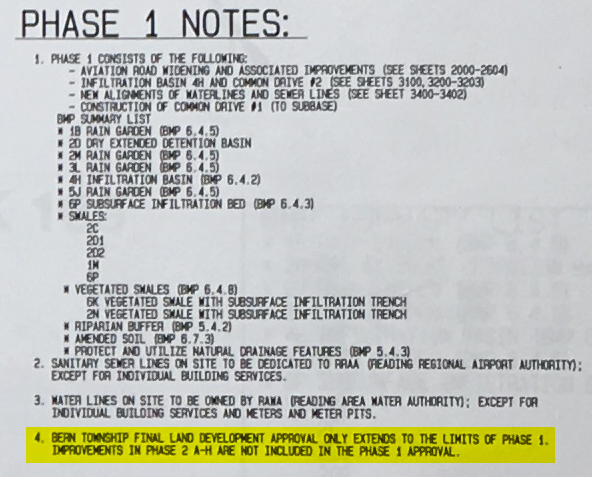 PHASE 1 NOTES:
1. PHASE 1 CONSISTS OF THE FOLLOWING:
- AVIATION ROAD WIDENING AND ASSOCIATED IMPROVEMENTS (SEE SHEETS 2000-2604)
- INFILTRATION BASIN 4H AND COMMON DRIVE #2 (SEE SHEETS 3100, 3200-3203)
- NEW ALIGNMENTS OF WATERLINES AND SEWER LINES (SEE SHEET 3400-3402)
- CONSTRUCTION OF COMMON DRIVE #1 (TO SUBBASE)
BMP SUMMARY LIST
* 1B RAIN GARDEN (BMP 6.4.5)
* 2D DRY EXTENDED DETENTION BASIN
* 2M RAIN GARDEN (BMP 6.4.5)
* 3L RAIN GARDEN (BMP 6.4.5)
* 4H INFILTRATION BASIN (BMP 6.4.2)
* 5J RAIN GARDEN (BMP 6.4.5)
* 6P SUBSURFACE INFILTRATION BED (BMP 6.4.3)
* SWALES:
2C
2D1
2D2
1M
6P
* VEGETATED SWALES (BMP 6.4.8)
6K VEGETATED SWALE WITH SUBSURFACE INFILTRATION TRENCH
2N VEGETATED SWALE WITH SUBSURFACE INFILTRATION TRENCH
* RIPARIAN BUFFER (BMP 5.4.2)
* AMENDED SOIL (BMP 6.7.3)
* PROTECT AND UTILIZE NATURAL DRAINAGE FEATURES (BMP 5.4.3)
2. SANITARY SEWER LINES ON SITE TO BE DEDICATED TO RRAA (READING REGIONAL AIRPORT AUTHORITY);
EXCEPT FOR INDIVIDUAL BUILDING SERVICES.
3. WATER LINES ON SITE TO BE OWNED BY RAWA (READING AREA WATER AUTHORITY); EXCEPT FOR
INDIVIDUAL BUILDING SERVICES AND METERS AND METER PITS.
4. BERN TOWNSHIP FINAL LAND DEVELOPMENT APPROVAL ONLY EXTENDS TO THE LIMITS OF PHASE 1.
IMPROVEMENTS IN PHASE 2 A-H ARE NOT INCLUDED IN THE PHASE 1 APPROVAL.